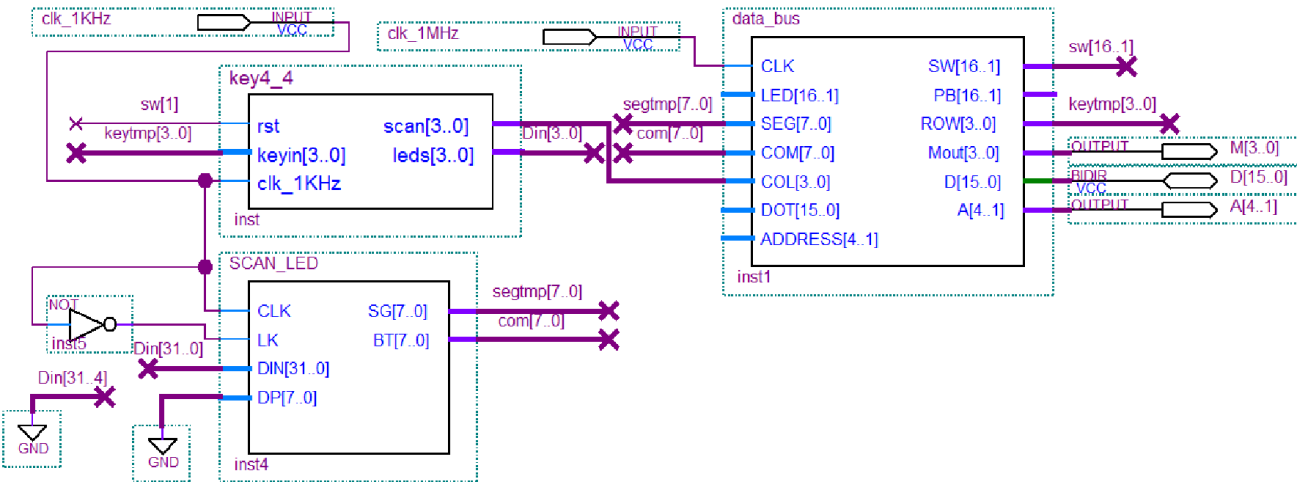 clk_1KHz
INPUT
VCC
clk_1MHz
INPUT
VCC
data_bus
CLK
LED[16..1]
SEG[7..0]
COM[7..0]
COL[3..0]
DOT[15..0]
ADDRESS[4..1]
SW[16..1]
PB[16..1]
ROW[3..0]
Mout[3..0]
D[15..0]
A[4..1]
inst1
sw[16..1]
keytmp[3..0]
OUTPUT
M[3..0]
BIDIR
VCC
D[15..0]
OUTPUT
A[4..1]
key4_4
sw[1]
keytmp[3..0]
rst
keyin[3..0]
clk_1KHz
scan[3..0]
leds[3..0]
inst
Din[3..0]
segtmp[7..0]
com[7..0]
SCAN_LED
CLK
LK
DIN[31..0]
DP[7..0]
SG[7..0]
BT[7..0]
inst4
segtmp[7..0]
com[7..0]
NOT
inst5
Din[31..0]
Din[31..4]
GND
GND